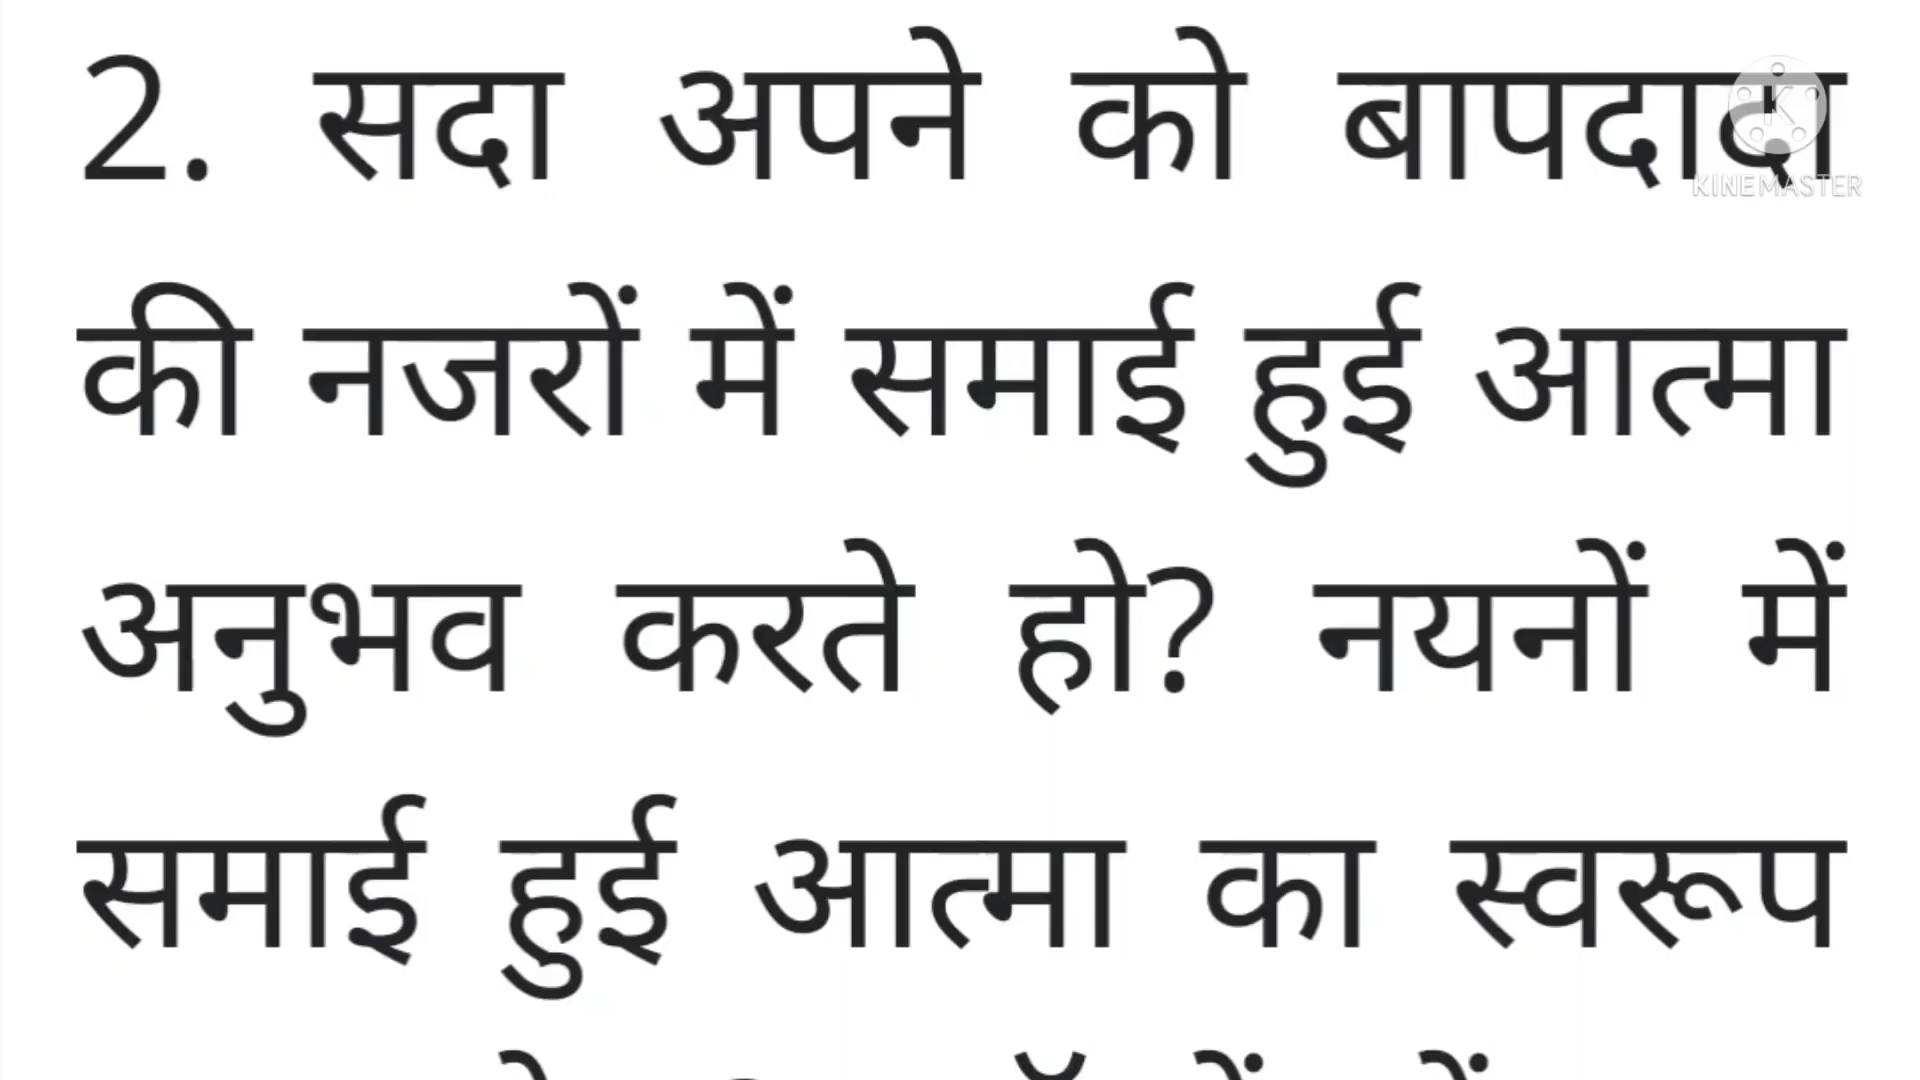 2. सदा अपने को बापदादा
KINEMASTER
की नजरों में समाई हुई आत्मा
अनुभव करते हो? नयनों में
समाई हुई आत्मा का स्वरूप